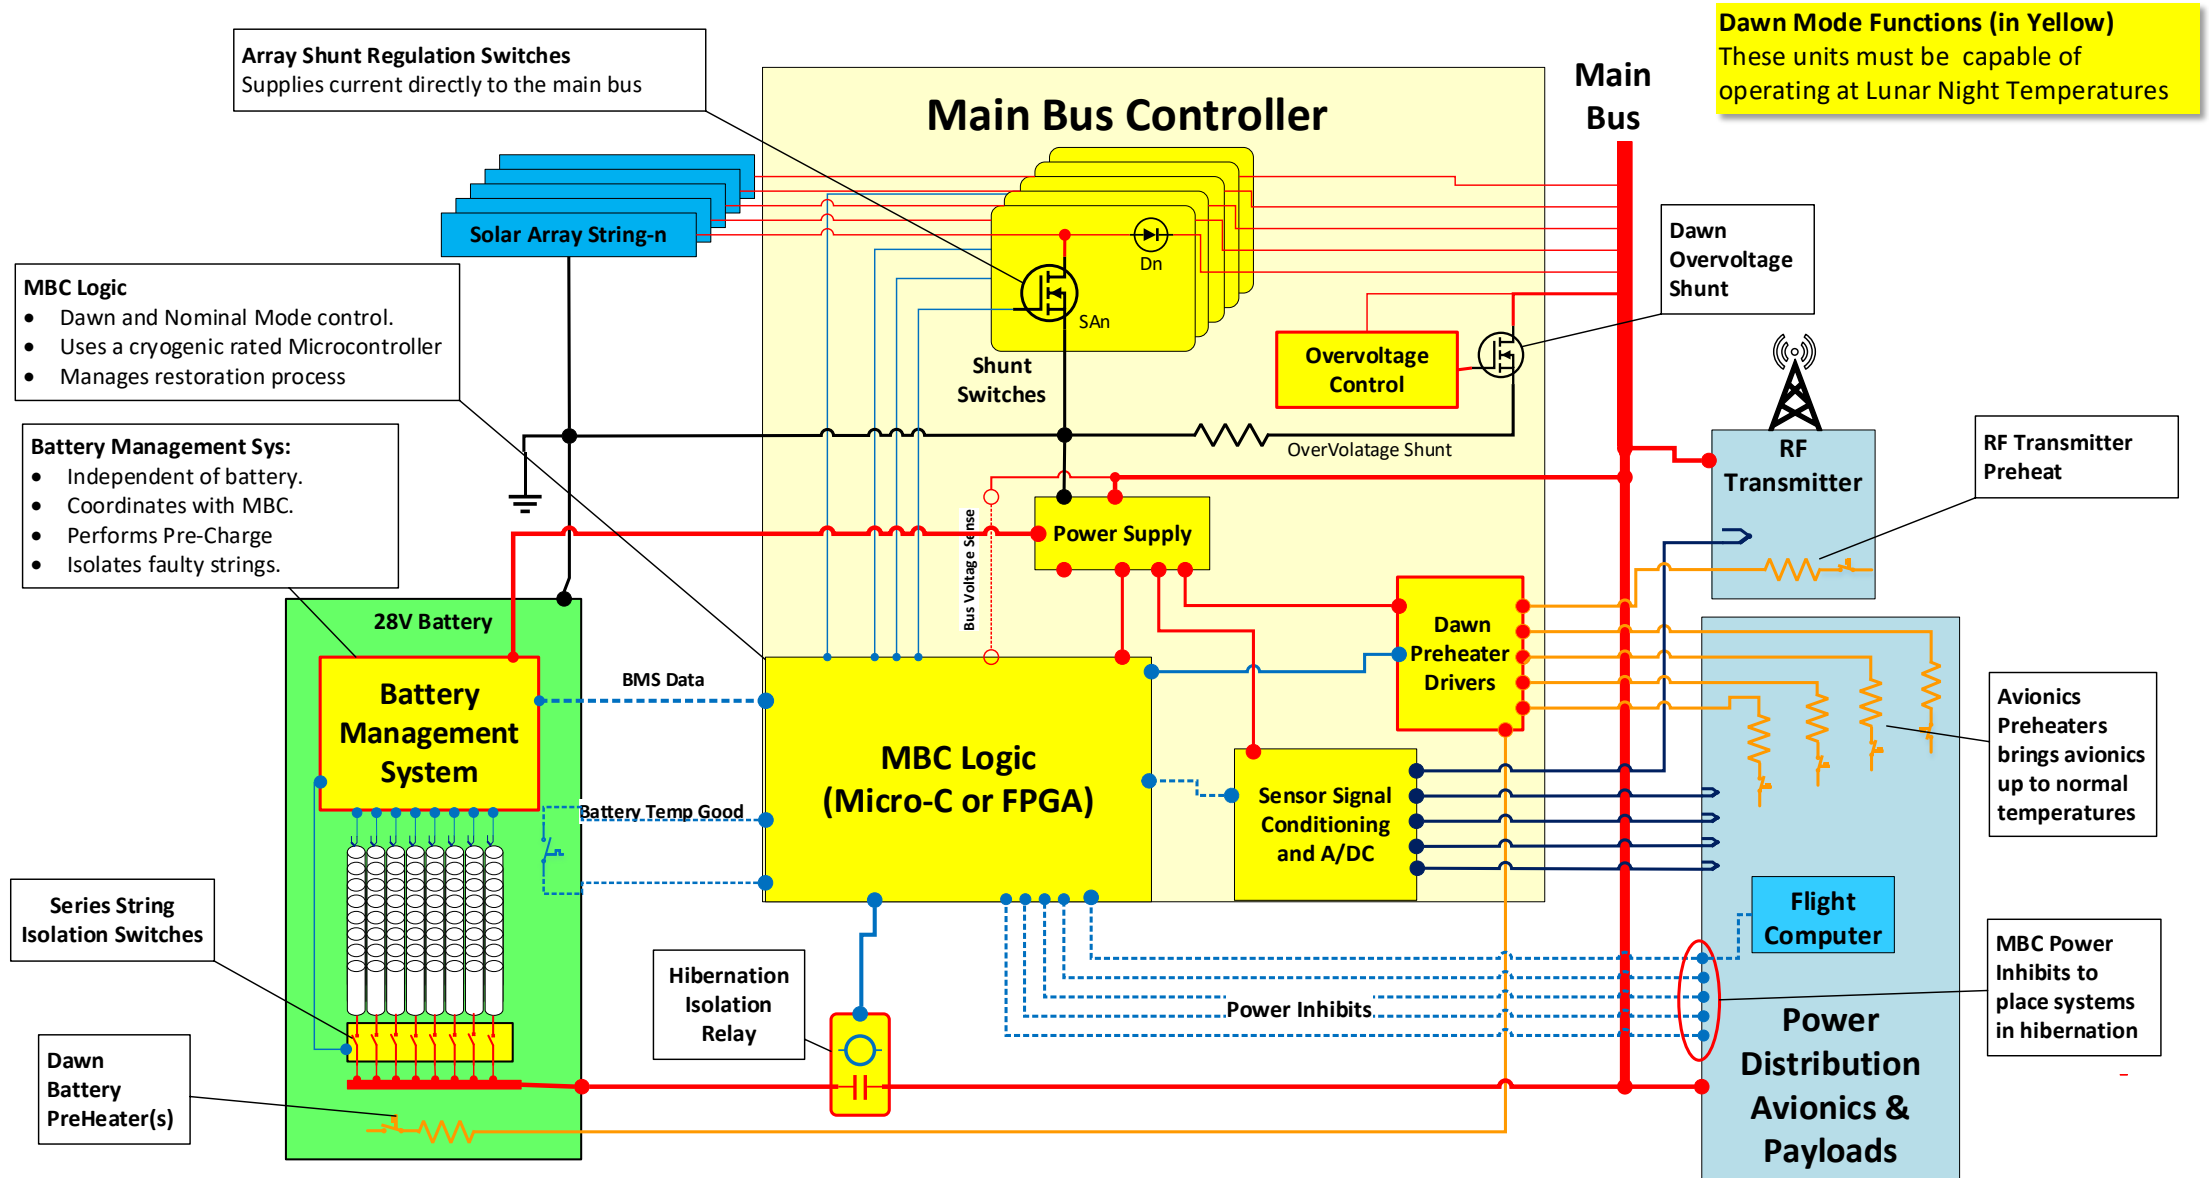 Array Shunt Regulation Switches
Supplies current directly to the main bus
Dawn Mode Functions (in Yellow)
These units must be  capable of
operating at Lunar Night Temperatures
Main Bus Controller
Main
Bus
Solar Array String-n
Dn
SAn
Shunt
Switches
Dawn
Overvoltage
Shunt
Overvoltage
Control
OverVolatage Shunt
MBC Logic
• Dawn and Nominal Mode control.
• Uses a cryogenic rated Microcontroller
• Manages restoration process
Battery Management Sys:
• Independent of battery.
• Coordinates with MBC.
• Performs Pre-Charge
• Isolates faulty strings.
RF
Transmitter
RF Transmitter
Preheat
Power Supply
Bus Voltage Sense
28V Battery
Battery
Management
System
BMS Data
Battery Temp Good
MBC Logic
(Micro-C or FPGA)
Dawn
Preheater
Drivers
Sensor Signal
Conditioning
and A/DC
Avionics
Preheaters
brings avionics
up to normal
temperatures
Series String
Isolation Switches
Dawn
Battery
PreHeater(s)
Hibernation
Isolation
Relay
Power Inhibits
Flight
Computer
MBC Power
Inhibits to
place systems
in hibernation
Power
Distribution
Avionics &
Payloads